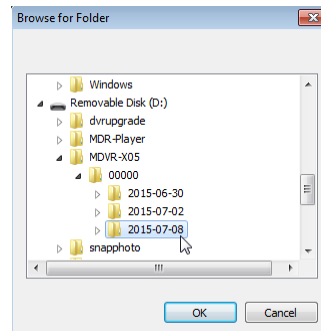 Browse for Folder
Windows
Removable Disk (D:)
dvrupgrade
MDR-Player
MDVR-X05
00000
2015-06-30
2015-07-02
2015-07-08
snapphoto
OK
Cancel